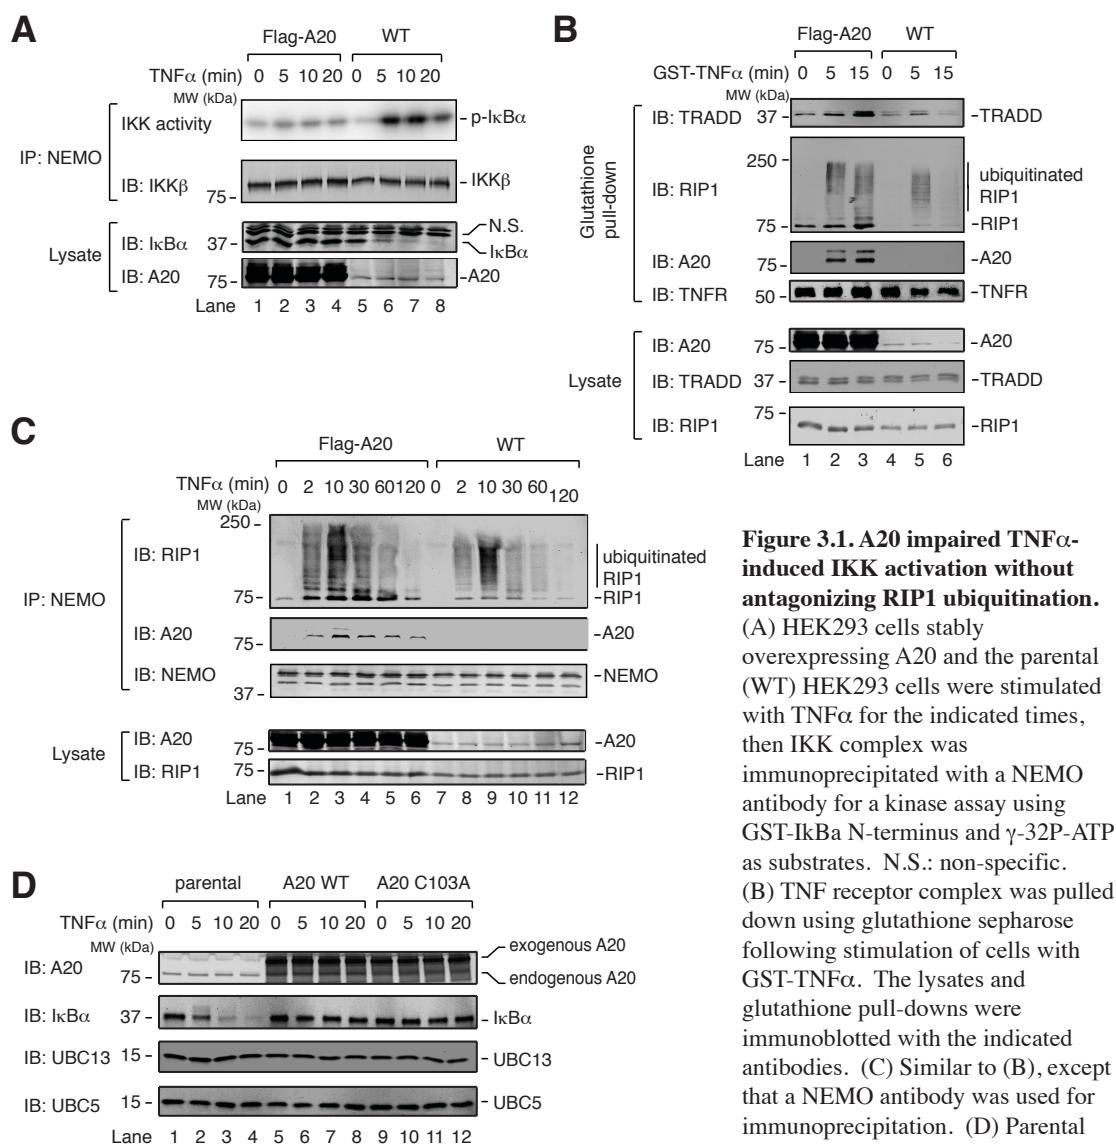 A
Flag-A20 WT
TNFα (min) 0 5 10 20 0 5 10 20
MW (kDa)
IP: NEMO
IKK activity -p-IκBα
IB: IKKβ 75- -IKKβ
Lysate
IB: IκBα 37- N.S.
IκBα
IB: A20 75- -A20
Lane 1 2 3 4 5 6 7 8
B
Flag-A20 WT
GST-TNFα (min) 0 5 15 0 5 15
MW (kDa)
Glutathione
pull-down
IB: TRADD 37- -TRADD
250-
IB: RIP1 ubiquitinated
RIP1
75- -RIP1
IB: A20 75- -A20
IB: TNFR 50- -TNFR
Lysate
IB: A20 75- -A20
IB: TRADD 37- -TRADD
75-
IB: RIP1 -RIP1
Lane 1 2 3 4 5 6
C
Flag-A20 WT
TNFα (min) 0 2 10 30 60 120 0 2 10 30 60 120
MW (kDa)
IP: NEMO
250-
IB: RIP1 ubiquitinated
RIP1
75- -RIP1
IB: A20 75- -A20
IB: NEMO -NEMO
37-
Lysate
IB: A20 75- -A20
IB: RIP1 75- -RIP1
Lane 1 2 3 4 5 6 7 8 9 10 11 12
D
parental A20 WT A20 C103A
TNFα (min) 0 5 10 20 0 5 10 20 0 5 10 20
MW (kDa)
IB: A20 exogenous A20
75- endogenous A20
IB: IκBα 37- -IκBα
IB: UBC13 15- -UBC13
IB: UBC5 15- -UBC5
Lane 1 2 3 4 5 6 7 8 9 10 11 12
Figure 3.1. A20 impaired TNFα-
induced IKK activation without
antagonizing RIP1 ubiquitination.
(A) HEK293 cells stably
overexpressing A20 and the parental
(WT) HEK293 cells were stimulated
with TNFα for the indicated times,
then IKK complex was
immunoprecipitated with a NEMO
antibody for a kinase assay using
GST-IkBa N-terminus and γ-32P-ATP
as substrates. N.S.: non-specific.
(B) TNF receptor complex was pulled
down using glutathione sepharose
following stimulation of cells with
GST-TNFα. The lysates and
glutathione pull-downs were
immunoblotted with the indicated
antibodies. (C) Similar to (B), except
that a NEMO antibody was used for
immunoprecipitation. (D) Parental